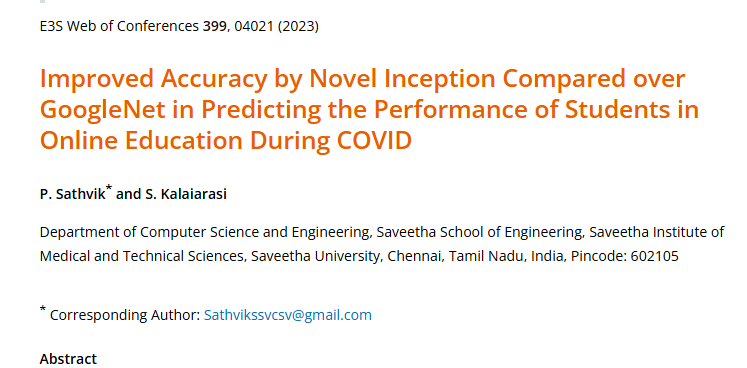 E3S Web of Conferences 399, 04021 (2023)
Improved Accuracy by Novel Inception Compared over
GoogleNet in Predicting the Performance of Students in
Online Education During COVID
P. Sathvik* and S. Kalaiarasi
Department of Computer Science and Engineering, Saveetha School of Engineering, Saveetha Institute of
Medical and Technical Sciences, Saveetha University, Chennai, Tamil Nadu, India, Pincode: 602105
* Corresponding Author: Sathvikssvcsv@gmail.com
Abstract